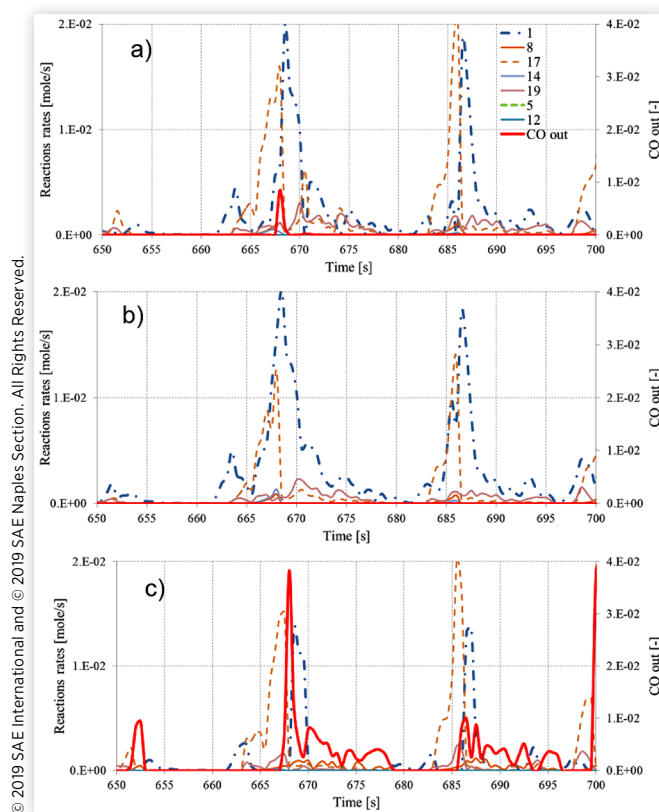 © 2019 SAE International and © 2019 SAE Naples Section. All Rights Reserved.
a)
2.E-02
1.E-02
0.E+00
Reactions rates [mole/s]
4.E-02
3.E-02
2.E-02
1.E-02
0.E+00
CO out [-]
1
8
17
14
19
5
12
CO out
650 655 660 665 670 675 680 685 690 695 700
Time [s]
b)
2.E-02
1.E-02
0.E+00
Reactions rates [mole/s]
4.E-02
3.E-02
2.E-02
1.E-02
0.E+00
CO out [-]
650 655 660 665 670 675 680 685 690 695 700
Time [s]
c)
2.E-02
1.E-02
0.E+00
Reactions rates [mole/s]
4.E-02
3.E-02
2.E-02
1.E-02
0.E+00
CO out [-]
650 655 660 665 670 675 680 685 690 695 700
Time [s]